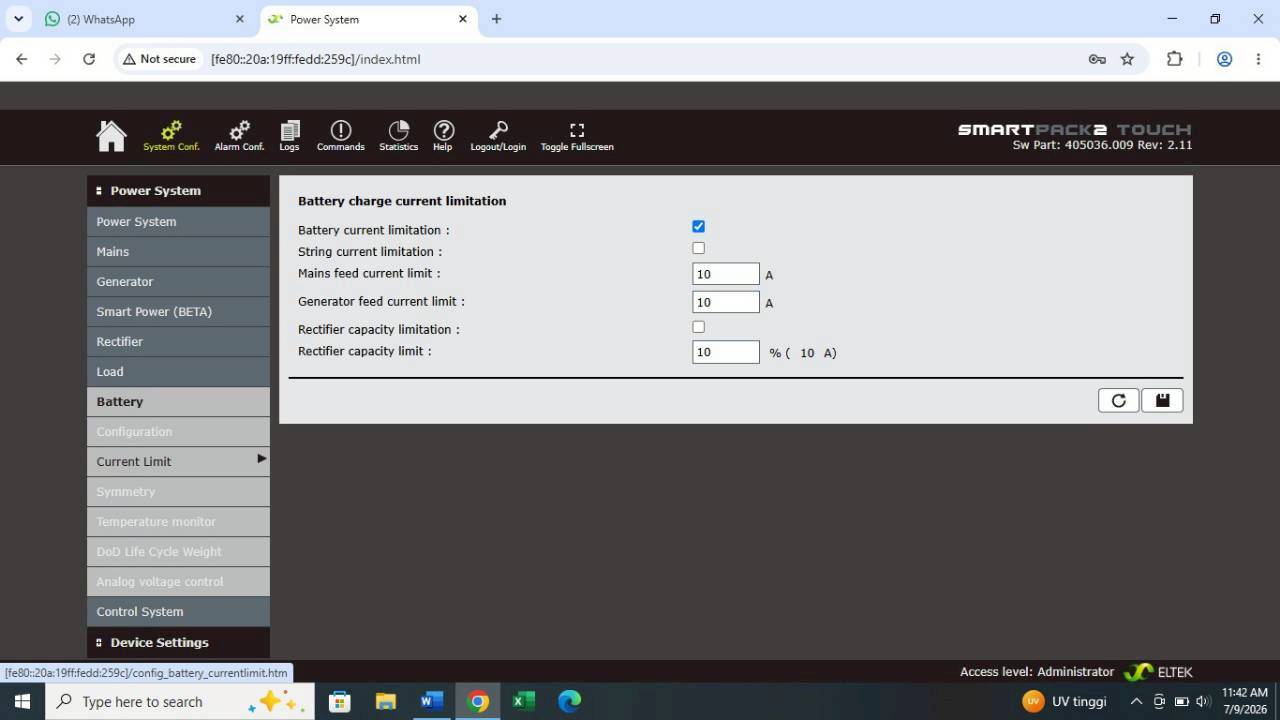 (2) WhatsApp
Power System
Not secure
[fe80::20a:19ff:fedd:259c]/index.html
System Conf.
Alarm Conf.
Logs
Commands
Statistics
Help
Logout/Login
Toggle Fullscreen
SMARTPACK2 TOUCH
Sw Part: 405036.009 Rev: 2.11
Power System
Power System
Mains
Generator
Smart Power (BETA)
Rectifier
Load
Battery
Configuration
Current Limit
Symmetry
Temperature monitor
DoD Life Cycle Weight
Analog voltage control
Control System
Device Settings
Battery charge current limitation
Battery current limitation :
String current limitation :
Mains feed current limit : 10 A
Generator feed current limit : 10 A
Rectifier capacity limitation :
Rectifier capacity limit : 10 % ( 10 A)
[fe80::20a:19ff:fedd:259c]/config_battery_currentlimit.htm
Access level: Administrator
ELTEK
Type here to search
UV
UV tinggi
11:42 AM
7/9/2026